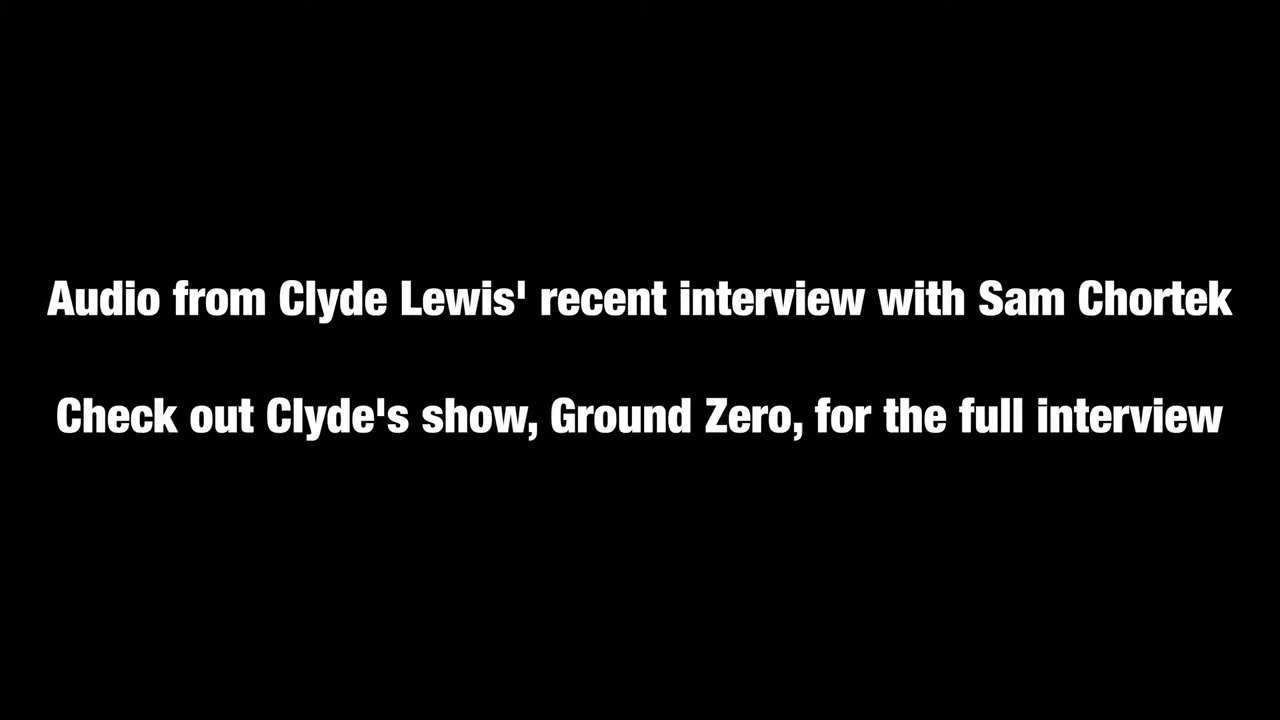 Audio from Clyde Lewis' recent interview with Sam Chortek
Check out Clyde's show, Ground Zero, for the full interview